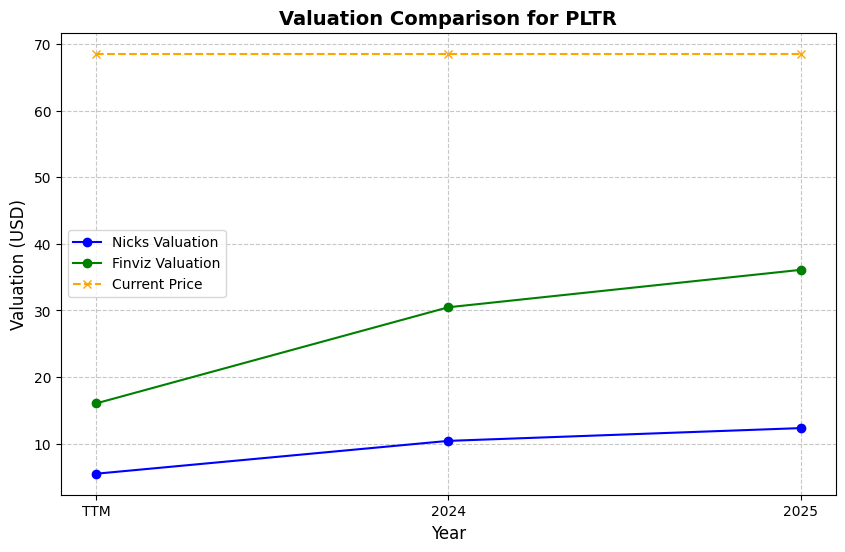 Valuation Comparison for PLTR
70
60
50
40
30
20
10
Valuation (USD)
Nicks Valuation
Finviz Valuation
Current Price
TTM
2024
2025
Year